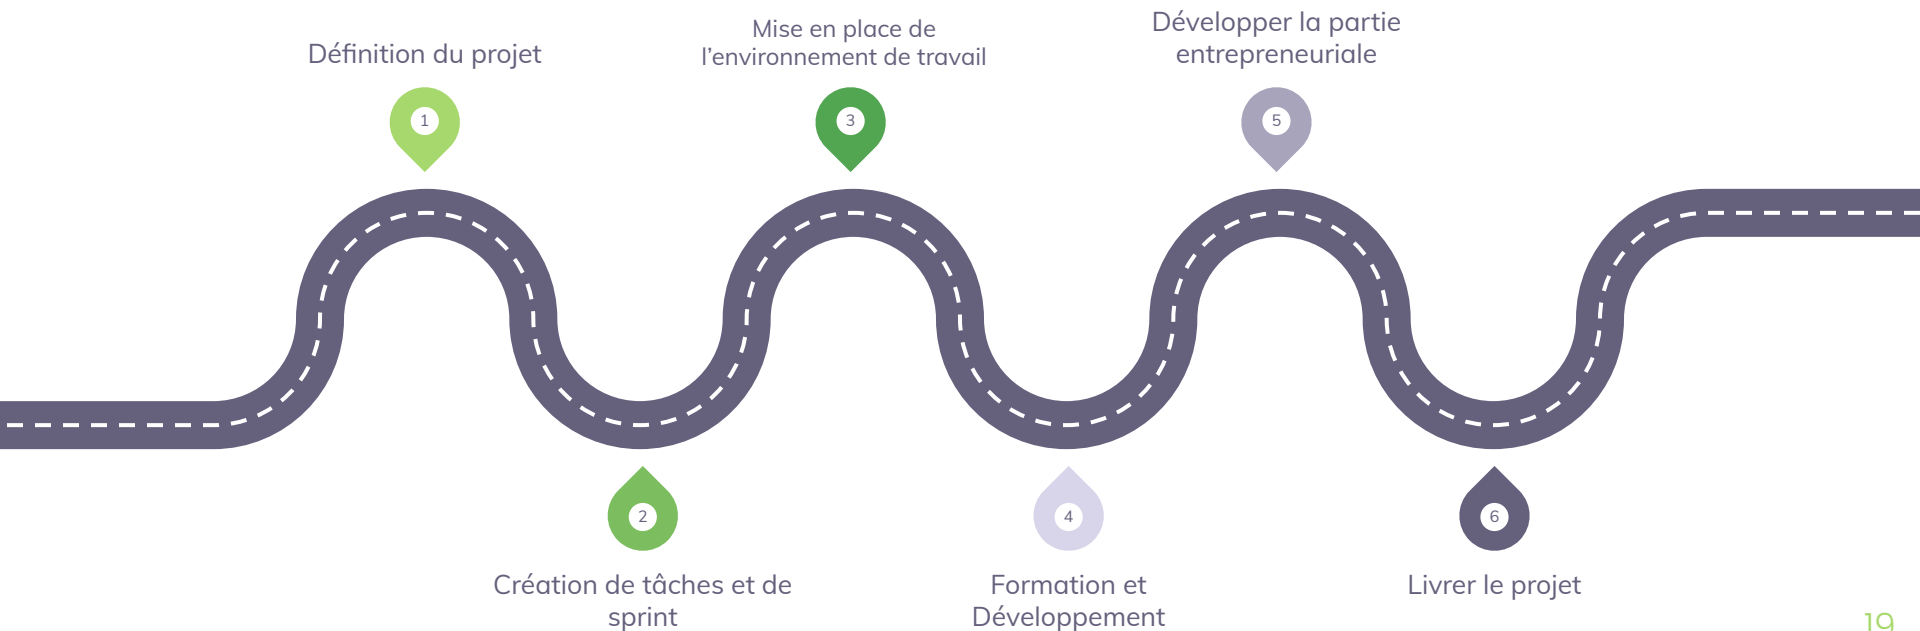 Définition du projet
1
Création de tâches et de
sprint
2
Mise en place de
l’environnement de travail
3
Formation et
Développement
4
Développer la partie
entrepreneuriale
5
Livrer le projet
6
19